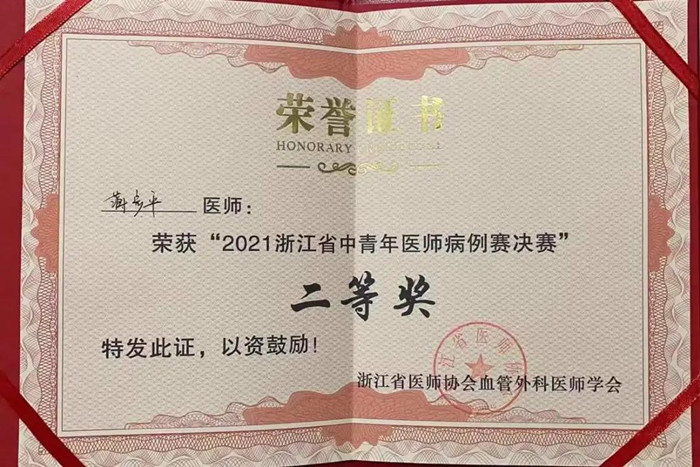 荣誉证书
HONORARY
医师：
荣获“2021浙江省中青年医师病例赛决赛”
二等奖
特发此证，以资鼓励！
浙江省医师协会血管外科医师学会